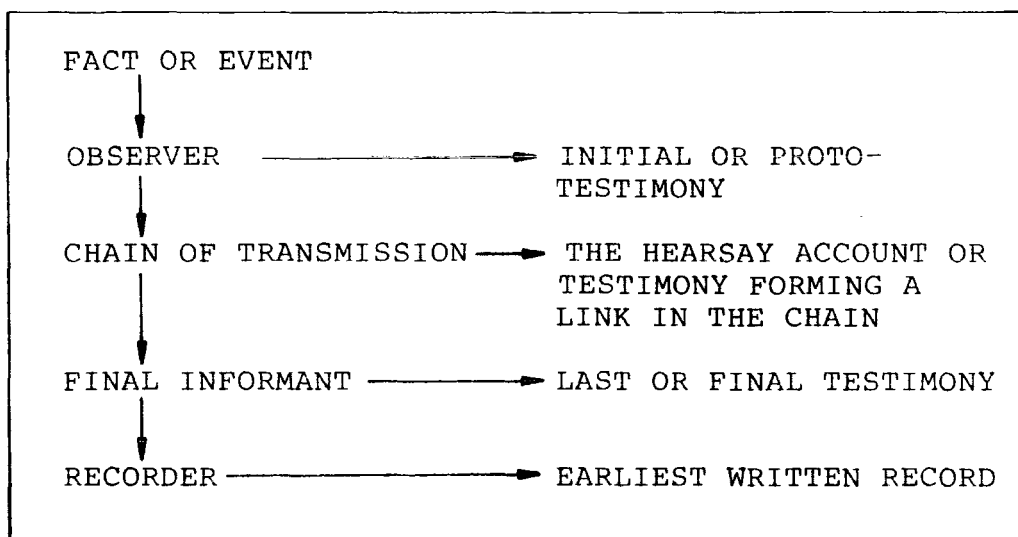 FACT OR EVENT
OBSERVER
INITIAL OR PROTO-
TESTIMONY
CHAIN OF TRANSMISSION
THE HEARSAY ACCOUNT OR
TESTIMONY FORMING A
LINK IN THE CHAIN
FINAL INFORMANT
LAST OR FINAL TESTIMONY
RECORDER
EARLIEST WRITTEN RECORD